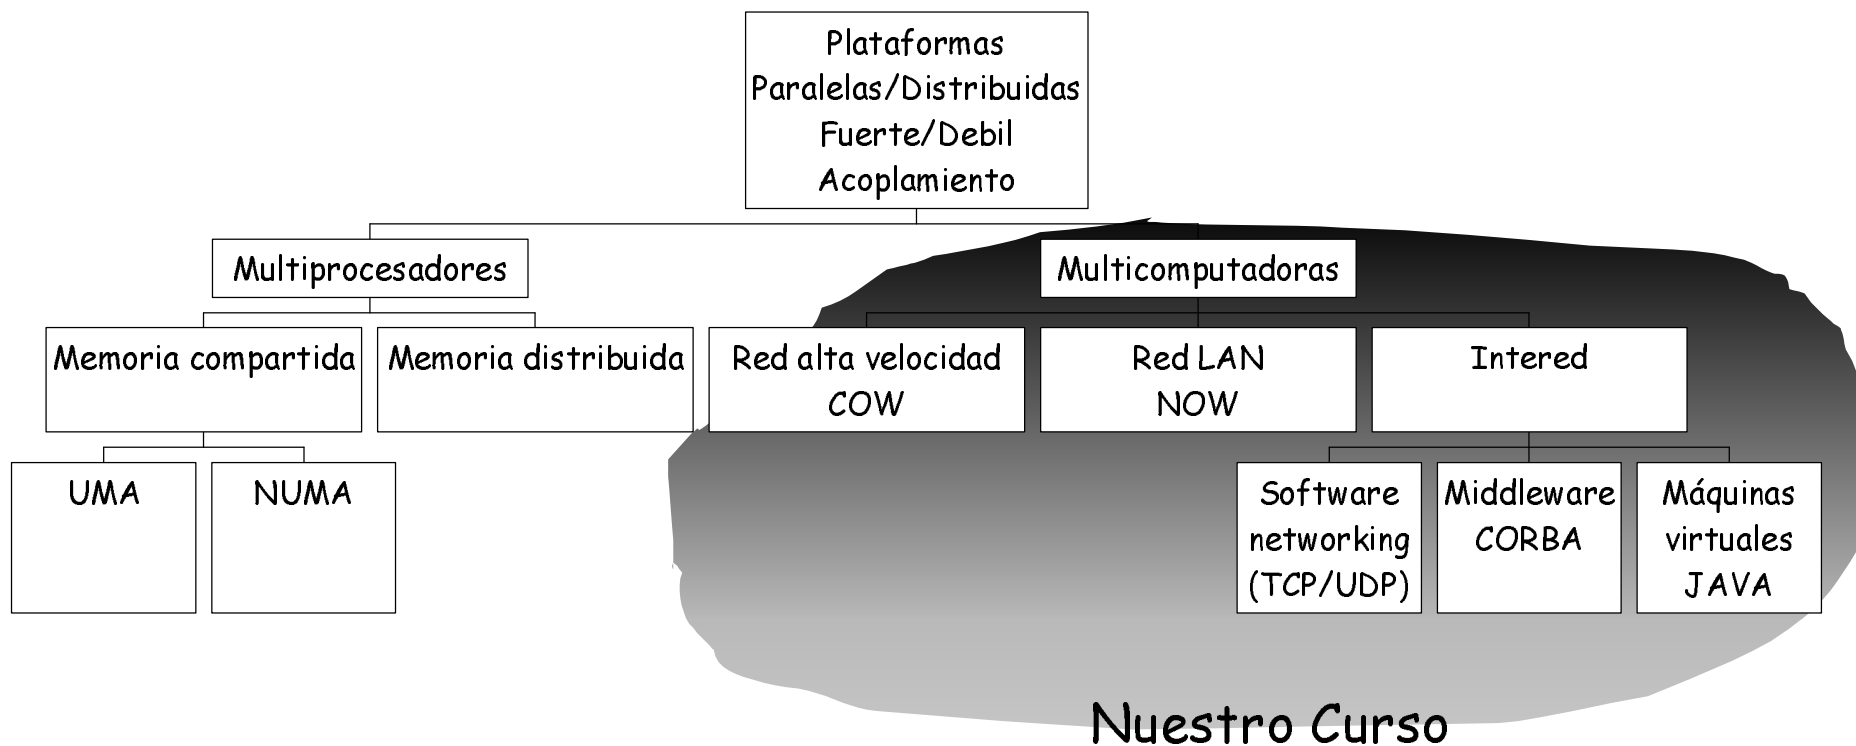 Plataformas
Paralelas/Distribuidas
Fuerte/Debil
Acoplamiento
Multiprocesadores
Multicomputadoras
Memoria compartida
Memoria distribuida
Red alta velocidad
COW
Red LAN
NOW
Intered
UMA
NUMA
Software
networking
(TCP/UDP)
Middleware
CORBA
Máquinas
virtuales
JAVA
Nuestro Curso